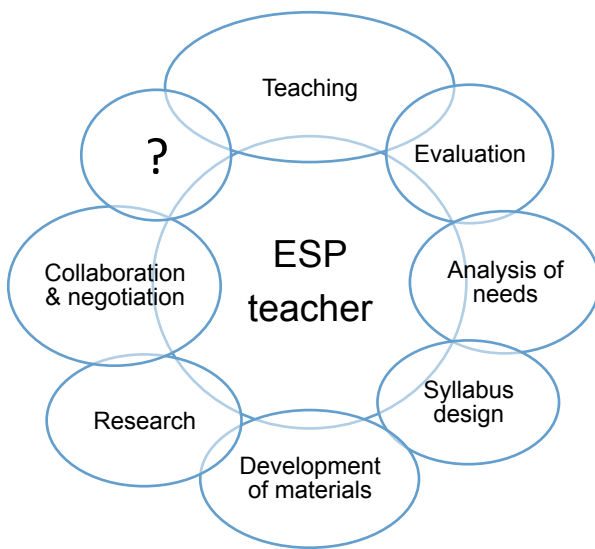 Teaching
Evaluation
Analysis of
needs
Syllabus
design
Development
of materials
Research
Collaboration
& negotiation
?
ESP
teacher